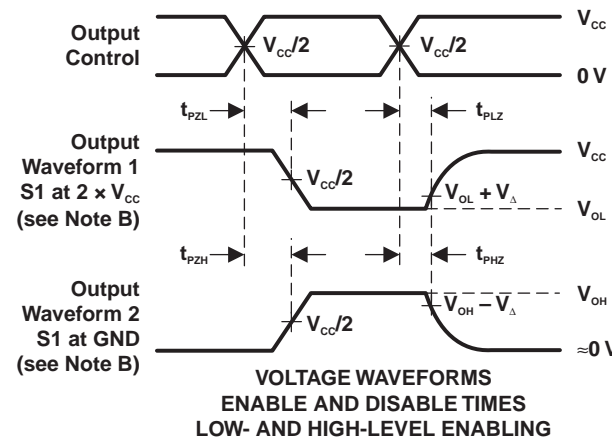 Output
Control
V_CC/2
V_CC/2
V_CC
0 V
t_PZL
t_PLZ
Output
Waveform 1
S1 at 2 × V_CC
(see Note B)
V_CC/2
V_OL + V_Δ
V_CC
V_OL
t_PZH
t_PHZ
Output
Waveform 2
S1 at GND
(see Note B)
V_CC/2
V_OH – V_Δ
V_OH
≈0 V
VOLTAGE WAVEFORMS
ENABLE AND DISABLE TIMES
LOW- AND HIGH-LEVEL ENABLING